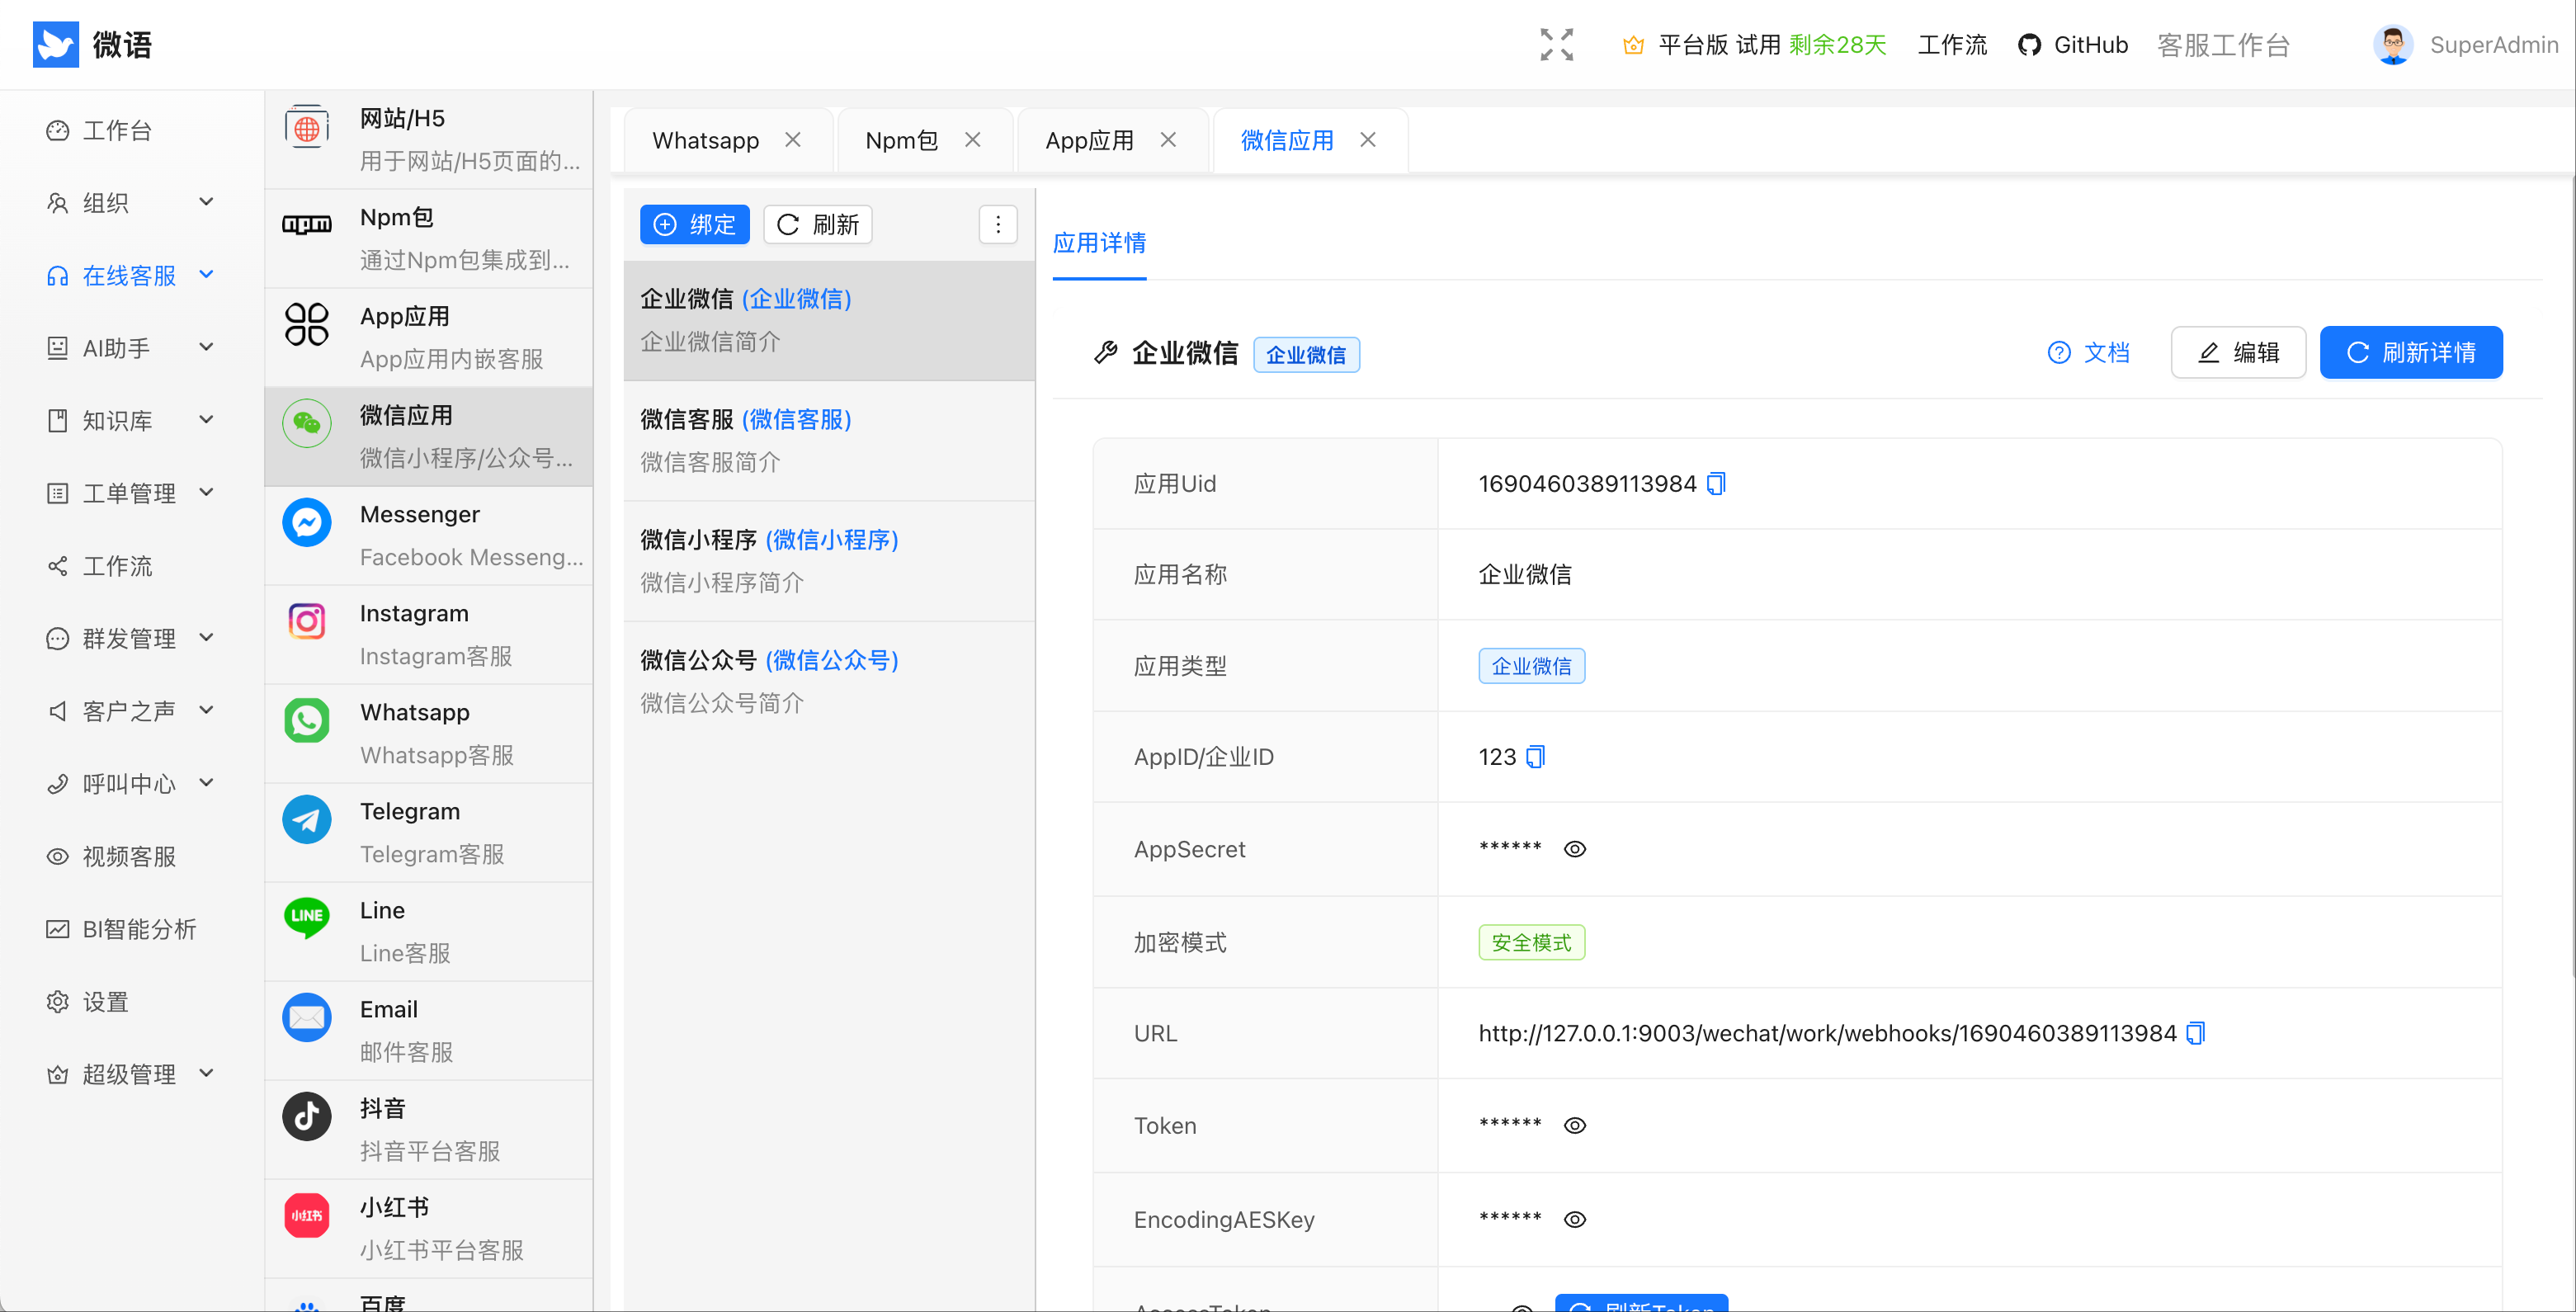 微语
平台版 试用 剩余28天
工作流
GitHub
客服工作台
SuperAdmin
工作台
组织
在线客服
AI助手
知识库
工单管理
工作流
群发管理
客户之声
呼叫中心
视频客服
BI智能分析
设置
超级管理
网站/H5
用于网站/H5页面的...
npm
Npm包
通过Npm包集成到...
App应用
App应用内嵌客服
微信应用
微信小程序/公众号...
Messenger
Facebook Messeng...
Instagram
Instagram客服
Whatsapp
Whatsapp客服
Telegram
Telegram客服
LINE
Line
Line客服
Email
邮件客服
抖音
抖音平台客服
小红书
小红书
小红书平台客服
百度
Whatsapp
Npm包
App应用
微信应用
绑定
刷新
企业微信 (企业微信)
企业微信简介
微信客服 (微信客服)
微信客服简介
微信小程序 (微信小程序)
微信小程序简介
微信公众号 (微信公众号)
微信公众号简介
应用详情
企业微信 企业微信
文档
编辑
刷新详情
应用Uid 1690460389113984
应用名称 企业微信
应用类型 企业微信
AppID/企业ID 123
AppSecret ******
加密模式 安全模式
URL http://127.0.0.1:9003/wechat/work/webhooks/1690460389113984
Token ******
EncodingAESKey ******
AccessToken 刷新Token